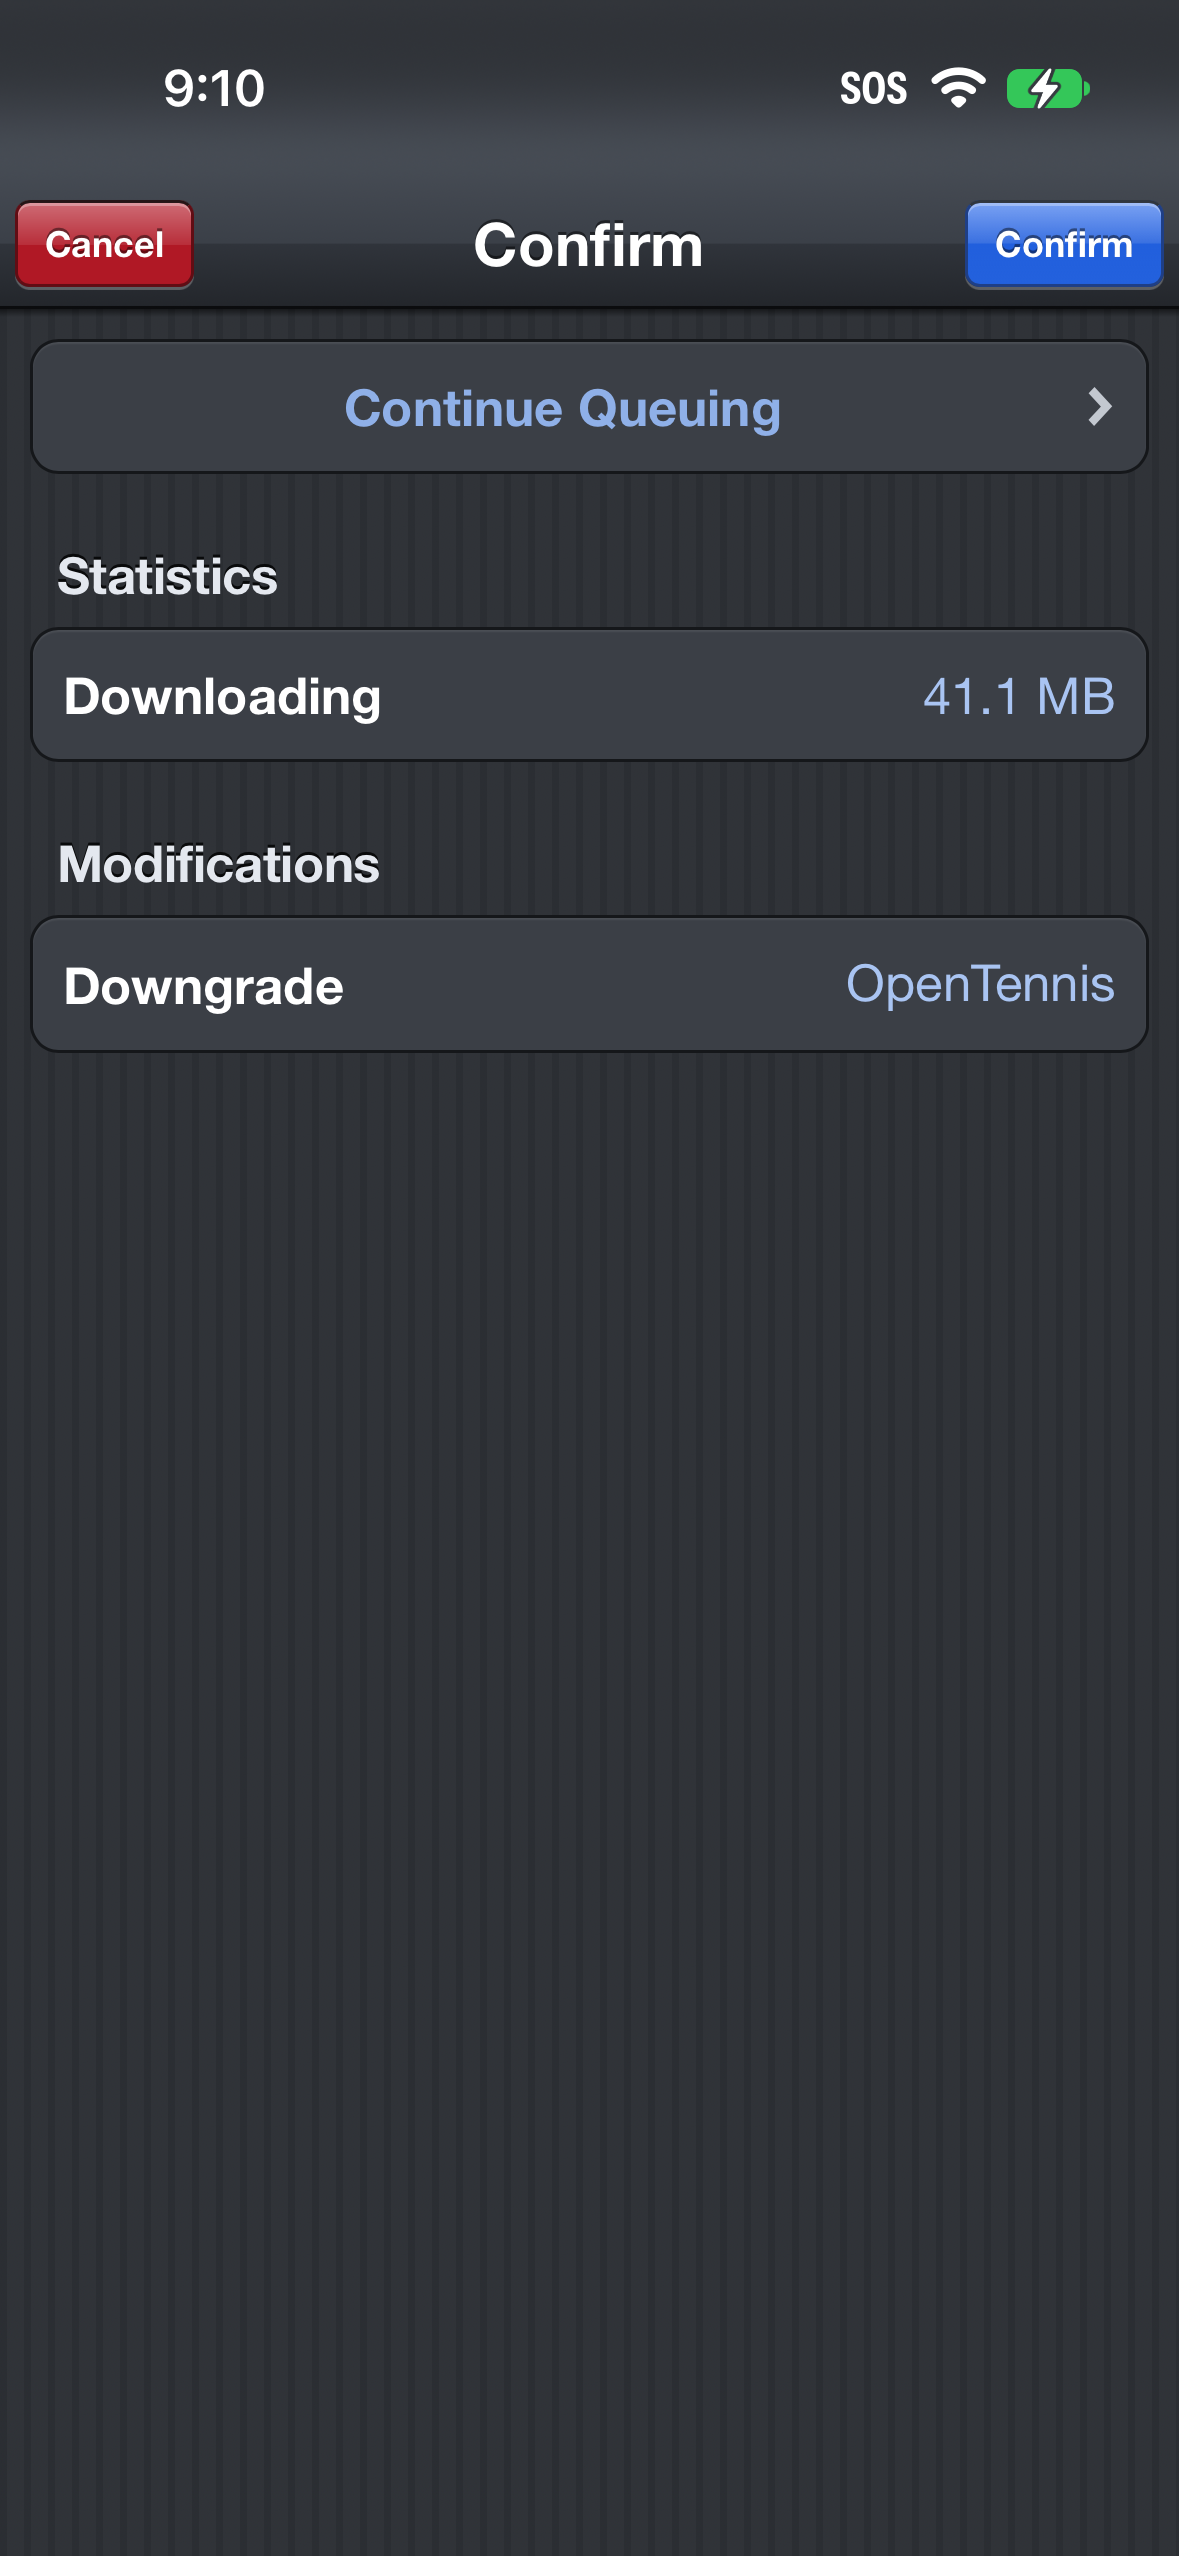 9:10 SOS
Cancel Confirm Confirm
Continue Queuing
Statistics
Downloading 41.1 MB
Modifications
Downgrade OpenTennis